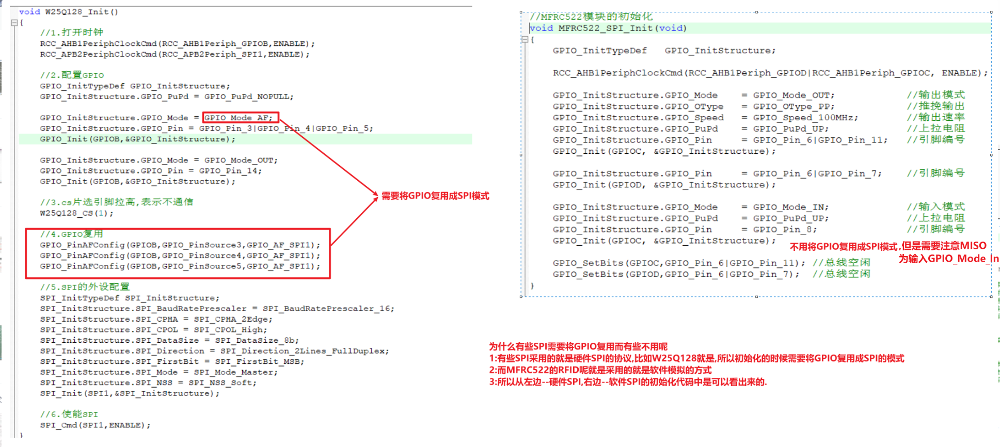 void W25Q128_Init()
{
//1.打开时钟
RCC_AHB1PeriphClockCmd(RCC_AHB1Periph_GPIOB,ENABLE);
RCC_APB2PeriphClockCmd(RCC_APB2Periph_SPI1,ENABLE);
//2.配置GPIO
GPIO_InitTypeDef GPIO_InitStructure;
GPIO_InitStructure.GPIO_PuPd = GPIO_PuPd_NOPULL;
GPIO_InitStructure.GPIO_Mode = GPIO_Mode_AF;
GPIO_InitStructure.GPIO_Pin = GPIO_Pin_3|GPIO_Pin_4|GPIO_Pin_5;
GPIO_Init(GPIOB,&GPIO_InitStructure);
GPIO_InitStructure.GPIO_Mode = GPIO_Mode_OUT;
GPIO_InitStructure.GPIO_Pin = GPIO_Pin_14;
GPIO_Init(GPIOB,&GPIO_InitStructure);
//3.cs片选引脚拉高,表示不通信
W25Q128_CS(1);
//4.GPIO复用
GPIO_PinAFConfig(GPIOB,GPIO_PinSource3,GPIO_AF_SPI1);
GPIO_PinAFConfig(GPIOB,GPIO_PinSource4,GPIO_AF_SPI1);
GPIO_PinAFConfig(GPIOB,GPIO_PinSource5,GPIO_AF_SPI1);
//5.SPI的外设配置
SPI_InitTypeDef SPI_InitStructure;
SPI_InitStructure.SPI_BaudRatePrescaler = SPI_BaudRatePrescaler_16;
SPI_InitStructure.SPI_CPHA = SPI_CPHA_2Edge;
SPI_InitStructure.SPI_CPOL = SPI_CPOL_High;
SPI_InitStructure.SPI_DataSize = SPI_DataSize_8b;
SPI_InitStructure.SPI_Direction = SPI_Direction_2Lines_FullDuplex;
SPI_InitStructure.SPI_FirstBit = SPI_FirstBit_MSB;
SPI_InitStructure.SPI_Mode = SPI_Mode_Master;
SPI_InitStructure.SPI_NSS = SPI_NSS_Soft;
SPI_Init(SPI1,&SPI_InitStructure);
//6.使能SPI
SPI_Cmd(SPI1,ENABLE);
}
需要将GPIO复用成SPI模式
//MFRC522模块的初始化
void MFRC522_SPI_Init(void)
{
GPIO_InitTypeDef GPIO_InitStructure;
RCC_AHB1PeriphClockCmd(RCC_AHB1Periph_GPIOD|RCC_AHB1Periph_GPIOC, ENABLE);
GPIO_InitStructure.GPIO_Mode = GPIO_Mode_OUT; //输出模式
GPIO_InitStructure.GPIO_OType = GPIO_OType_PP; //推挽输出
GPIO_InitStructure.GPIO_Speed = GPIO_Speed_100MHz; //输出速率
GPIO_InitStructure.GPIO_PuPd = GPIO_PuPd_UP; //上拉电阻
GPIO_InitStructure.GPIO_Pin = GPIO_Pin_6|GPIO_Pin_11; //引脚编号
GPIO_Init(GPIOC, &GPIO_InitStructure);
GPIO_InitStructure.GPIO_Pin = GPIO_Pin_6|GPIO_Pin_7; //引脚编号
GPIO_Init(GPIOD, &GPIO_InitStructure);
GPIO_InitStructure.GPIO_Mode = GPIO_Mode_IN; //输入模式
GPIO_InitStructure.GPIO_PuPd = GPIO_PuPd_UP; //上拉电阻
GPIO_InitStructure.GPIO_Pin = GPIO_Pin_8; //引脚编号
GPIO_Init(GPIOC, &GPIO_InitStructure);
不用将GPIO复用成SPI模式,但是需要注意MISO
为输入GPIO_Mode_In
GPIO_SetBits(GPIOC,GPIO_Pin_6|GPIO_Pin_11); //总线空闲
GPIO_SetBits(GPIOD,GPIO_Pin_6|GPIO_Pin_7); //总线空闲
}
为什么有些SPI需要将GPIO复用而有些不用呢
1:有些SPI采用的就是硬件SPI的协议,比如W25Q128就是,所以初始化的时候需要将GPIO复用成SPI的模式
2:而MFRC522的RFID呢就是采用的就是软件模拟的方式
3:所以从左边--硬件SPI,右边--软件SPI的初始化代码中是可以看出来的.